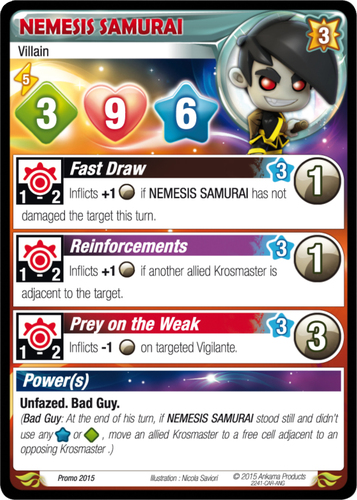 NEMESIS SAMURAI
3
Villain
5
3 9 6
Fast Draw
3
1
1 - 2
Inflicts +1 if NEMESIS SAMURAI has not
damaged the target this turn.
Reinforcements
3
1
1 - 2
Inflicts +1 if another allied Krosmaster is
adjacent to the target.
Prey on the Weak
3
3
1 - 2
Inflicts -1 on targeted Vigilante.
Power(s)
Unfazed. Bad Guy.
(Bad Guy: At the end of his turn, if NEMESIS SAMURAI stood still and didn't
use any or , move an allied Krosmaster to a free cell adjacent to an
opposing Krosmaster .)
Promo 2015
Illustration : Nicola Saviori
© 2015 Ankama Products
2241-CAR-ANG